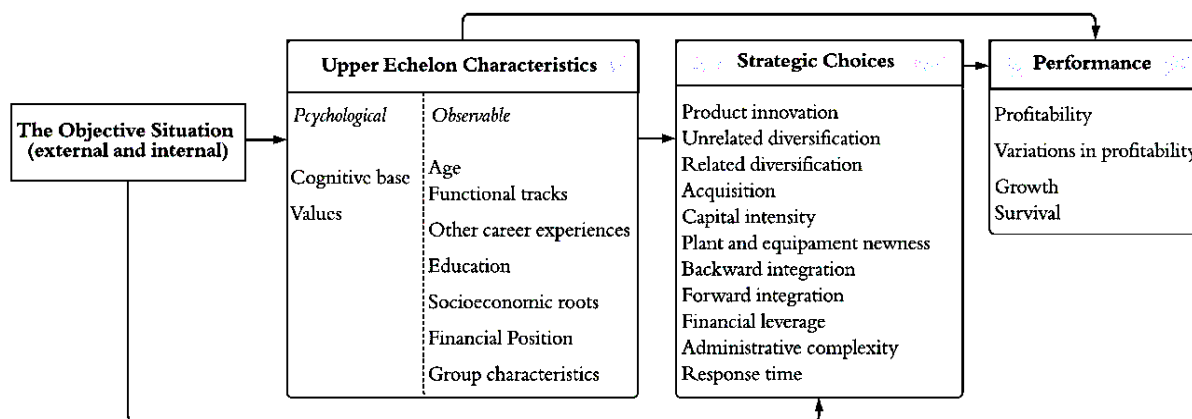 The Objective Situation
(external and internal)
Upper Echelon Characteristics
Pcychological
Cognitive base
Values
Observable
Age
Functional tracks
Other career experiences
Education
Socioeconomic roots
Financial Position
Group characteristics
Strategic Choices
Product innovation
Unrelated diversification
Related diversification
Acquisition
Capital intensity
Plant and equipament newness
Backward integration
Forward integration
Financial leverage
Administrative complexity
Response time
Performance
Profitability
Variations in profitability
Growth
Survival